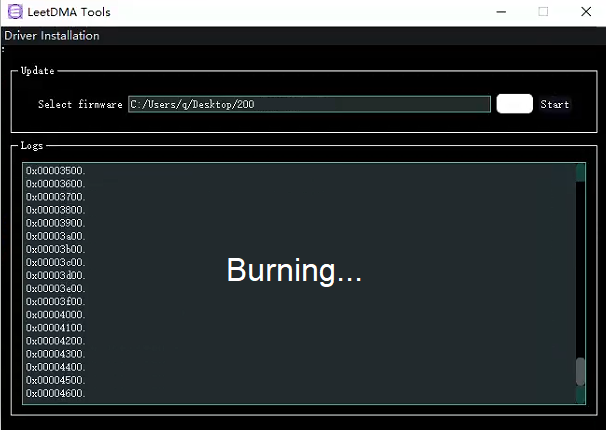 LeetDMA Tools
Driver Installation
Update
Select firmware C:/Users/q/Desktop/200 Start
Logs
0x00003500.
0x00003600.
0x00003700.
0x00003800.
0x00003900.
0x00003a00.
0x00003b00.
0x00003c00.
0x00003d00.
0x00003e00.
0x00003f00.
0x00004000.
0x00004100.
0x00004200.
0x00004300.
0x00004400.
0x00004500.
0x00004600.
Burning...